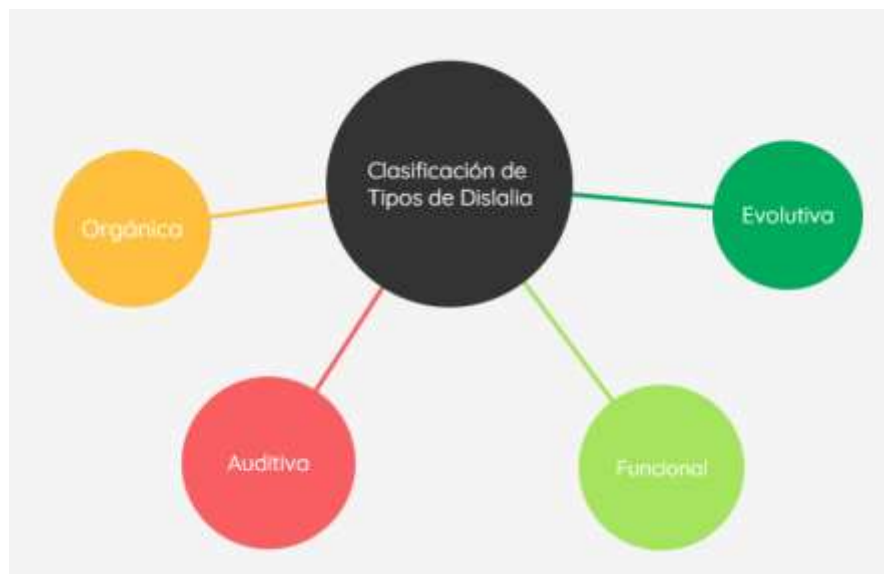 Clasificación de
Tipos de Dislalia
Orgánica
Evolutiva
Auditiva
Funcional